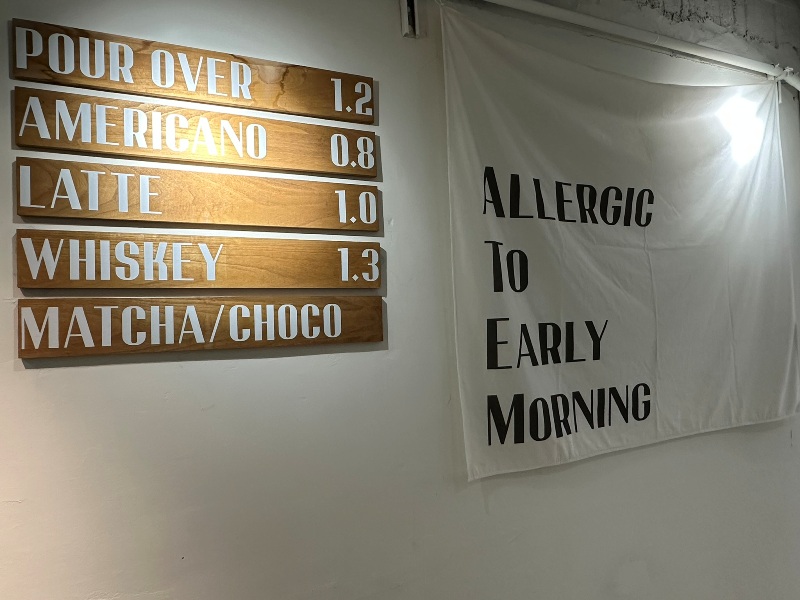 POUR OVER 1.2
AMERICANO 0.8
LATTE 1.0
WHISKEY 1.3
MATCHA/CHOCO
ALLERGIC
TO
EARLY
MORNING